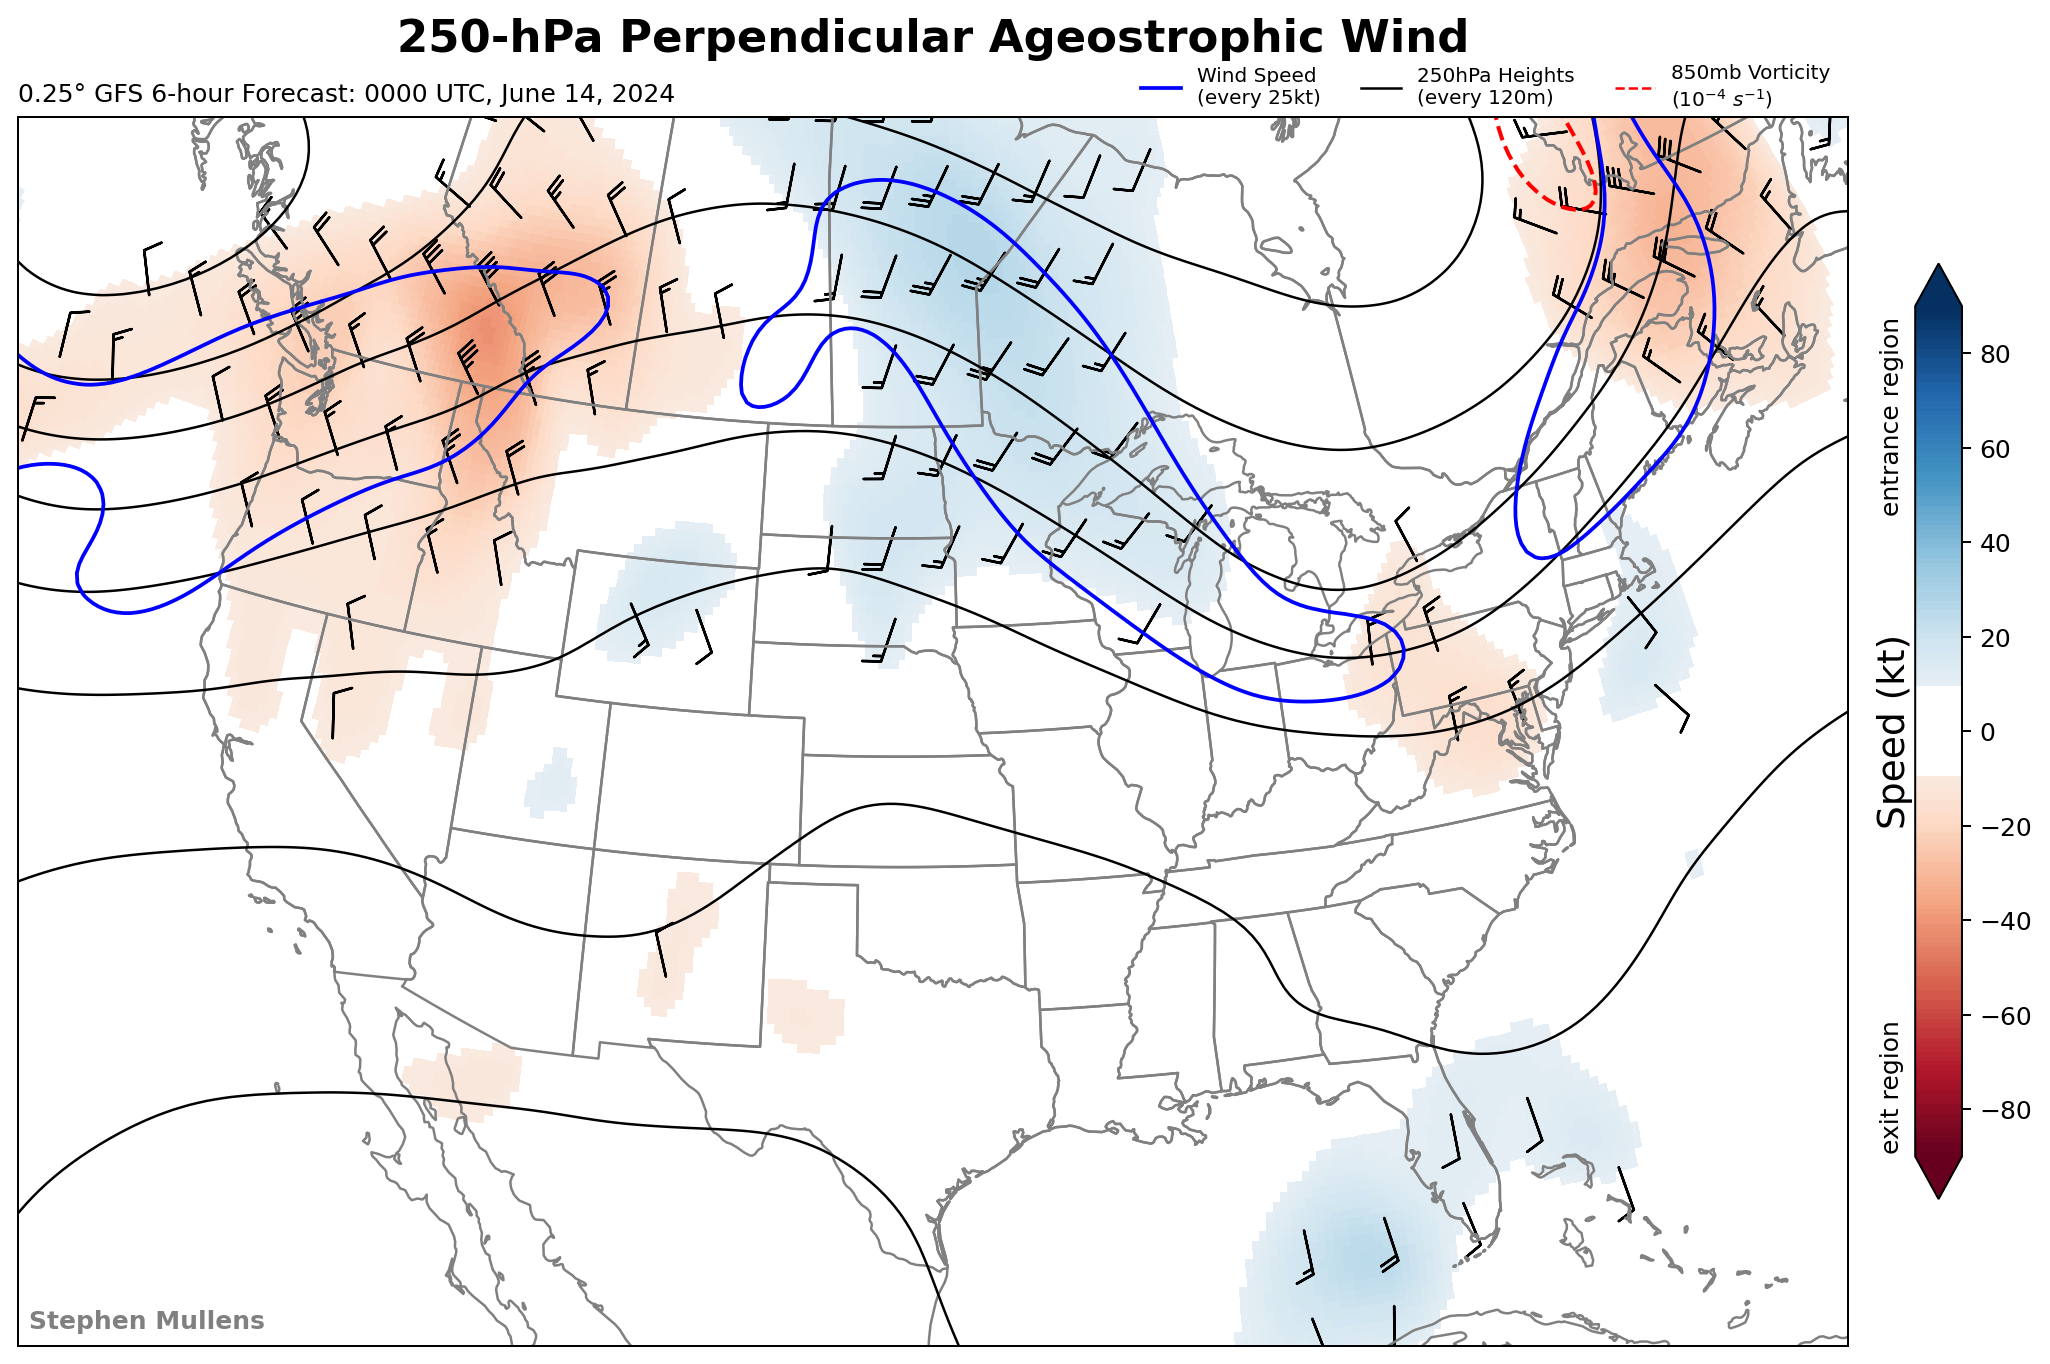 250-hPa Perpendicular Ageostrophic Wind
0.25° GFS 6-hour Forecast: 0000 UTC, June 14, 2024
Wind Speed
(every 25kt)
250hPa Heights
(every 120m)
850mb Vorticity
(10⁻⁴ s⁻¹)
entrance region
exit region
Speed (kt)
80
60
40
20
0
−20
−40
−60
−80
Stephen Mullens